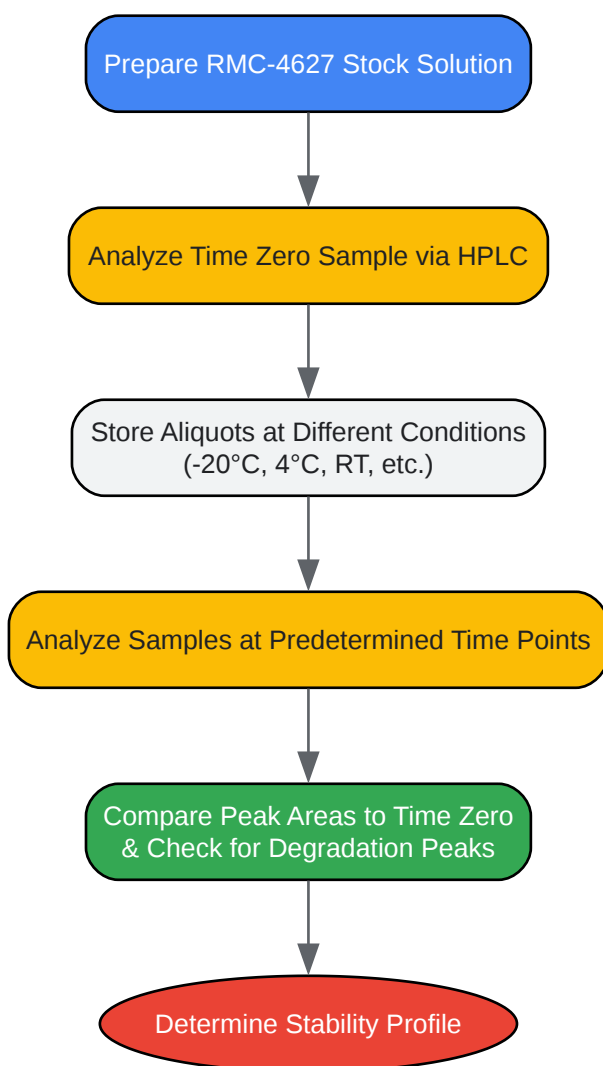 Prepare RMC-4627 Stock Solution
Analyze Time Zero Sample via HPLC
Store Aliquots at Different Conditions
(-20°C, 4°C, RT, etc.)
Analyze Samples at Predetermined Time Points
Compare Peak Areas to Time Zero
& Check for Degradation Peaks
Determine Stability Profile